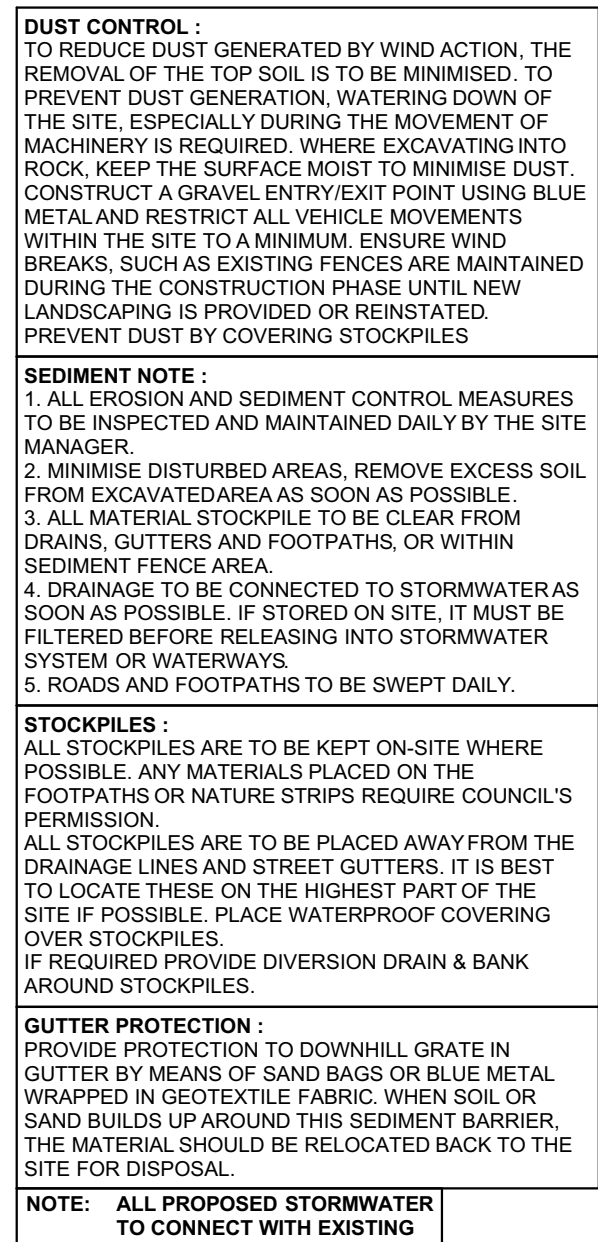 DUST CONTROL :
TO REDUCE DUST GENERATED BY WIND ACTION, THE
REMOVAL OF THE TOP SOIL IS TO BE MINIMISED. TO
PREVENT DUST GENERATION, WATERING DOWN OF
THE SITE, ESPECIALLY DURING THE MOVEMENT OF
MACHINERY IS REQUIRED. WHERE EXCAVATING INTO
ROCK, KEEP THE SURFACE MOIST TO MINIMISE DUST.
CONSTRUCT A GRAVEL ENTRY/EXIT POINT USING BLUE
METAL AND RESTRICT ALL VEHICLE MOVEMENTS
WITHIN THE SITE TO A MINIMUM. ENSURE WIND
BREAKS, SUCH AS EXISTING FENCES ARE MAINTAINED
DURING THE CONSTRUCTION PHASE UNTIL NEW
LANDSCAPING IS PROVIDED OR REINSTATED.
PREVENT DUST BY COVERING STOCKPILES
SEDIMENT NOTE :
1. ALL EROSION AND SEDIMENT CONTROL MEASURES
TO BE INSPECTED AND MAINTAINED DAILY BY THE SITE
MANAGER.
2. MINIMISE DISTURBED AREAS, REMOVE EXCESS SOIL
FROM EXCAVATED AREA AS SOON AS POSSIBLE.
3. ALL MATERIAL STOCKPILE TO BE CLEAR FROM
DRAINS, GUTTERS AND FOOTPATHS, OR WITHIN
SEDIMENT FENCE AREA.
4. DRAINAGE TO BE CONNECTED TO STORMWATER AS
SOON AS POSSIBLE. IF STORED ON SITE, IT MUST BE
FILTERED BEFORE RELEASING INTO STORMWATER
SYSTEM OR WATERWAYS.
5. ROADS AND FOOTPATHS TO BE SWEPT DAILY.
STOCKPILES :
ALL STOCKPILES ARE TO BE KEPT ON-SITE WHERE
POSSIBLE. ANY MATERIALS PLACED ON THE
FOOTPATHS OR NATURE STRIPS REQUIRE COUNCIL'S
PERMISSION.
ALL STOCKPILES ARE TO BE PLACED AWAY FROM THE
DRAINAGE LINES AND STREET GUTTERS. IT IS BEST
TO LOCATE THESE ON THE HIGHEST PART OF THE
SITE IF POSSIBLE. PLACE WATERPROOF COVERING
OVER STOCKPILES.
IF REQUIRED PROVIDE DIVERSION DRAIN & BANK
AROUND STOCKPILES.
GUTTER PROTECTION :
PROVIDE PROTECTION TO DOWNHILL GRATE IN
GUTTER BY MEANS OF SAND BAGS OR BLUE METAL
WRAPPED IN GEOTEXTILE FABRIC. WHEN SOIL OR
SAND BUILDS UP AROUND THIS SEDIMENT BARRIER,
THE MATERIAL SHOULD BE RELOCATED BACK TO THE
SITE FOR DISPOSAL.
NOTE: ALL PROPOSED STORMWATER
TO CONNECT WITH EXISTING